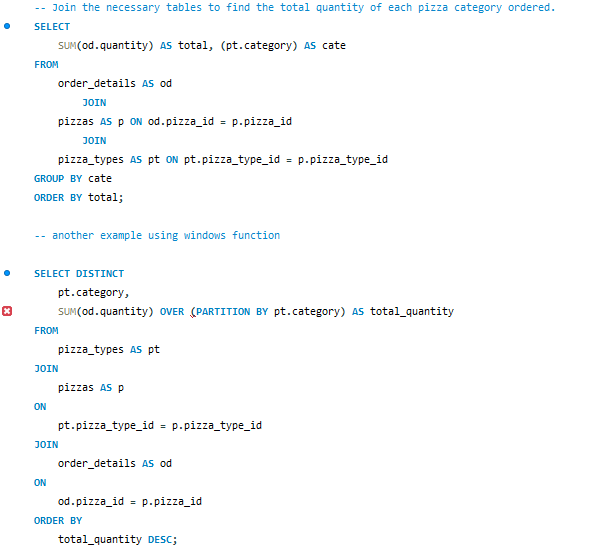 -- Join the necessary tables to find the total quantity of each pizza category ordered.
SELECT
SUM(od.quantity) AS total, (pt.category) AS cate
FROM
order_details AS od
JOIN
pizzas AS p ON od.pizza_id = p.pizza_id
JOIN
pizza_types AS pt ON pt.pizza_type_id = p.pizza_type_id
GROUP BY cate
ORDER BY total;
-- another example using windows function
SELECT DISTINCT
pt.category,
SUM(od.quantity) OVER (PARTITION BY pt.category) AS total_quantity
FROM
pizza_types AS pt
JOIN
pizzas AS p
ON
pt.pizza_type_id = p.pizza_type_id
JOIN
order_details AS od
ON
od.pizza_id = p.pizza_id
ORDER BY
total_quantity DESC;